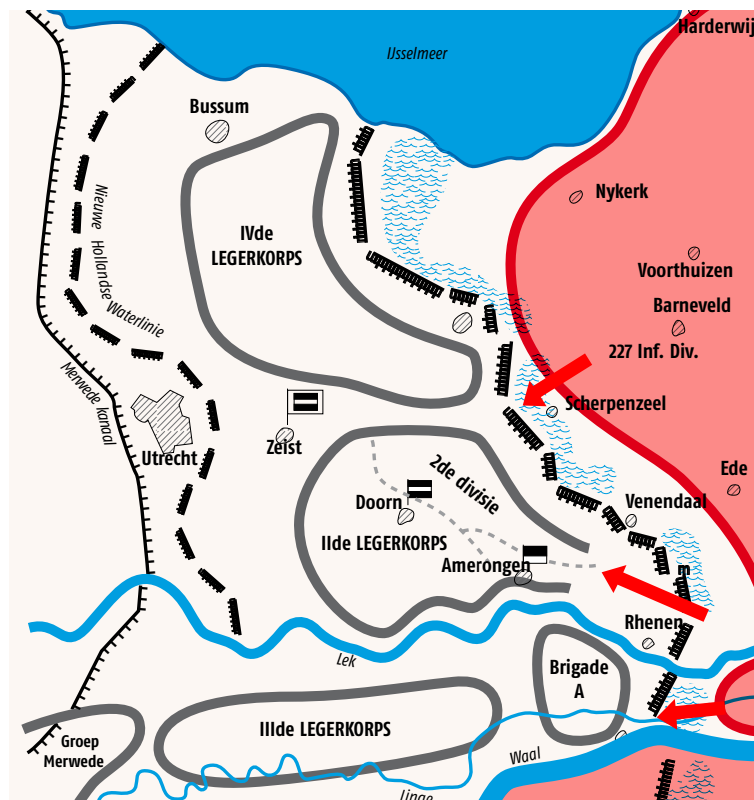 IJsselmeer
Harderwij
Bussum
Nykerk
Nieuwe Hollandse
Waterlinie
IVde
LEGERKORPS
Voorthuizen
Barneveld
227 Inf. Div.
Merwede kanaal
Scherpenzeel
Zeist
Utrecht
2de divisie
Ede
Doorn
Venendaal
IIde LEGERKORPS
Amerongen
Rhenen
Lek
Brigade
A
IIIde LEGERKORPS
Groep
Merwede
Waal
Linge